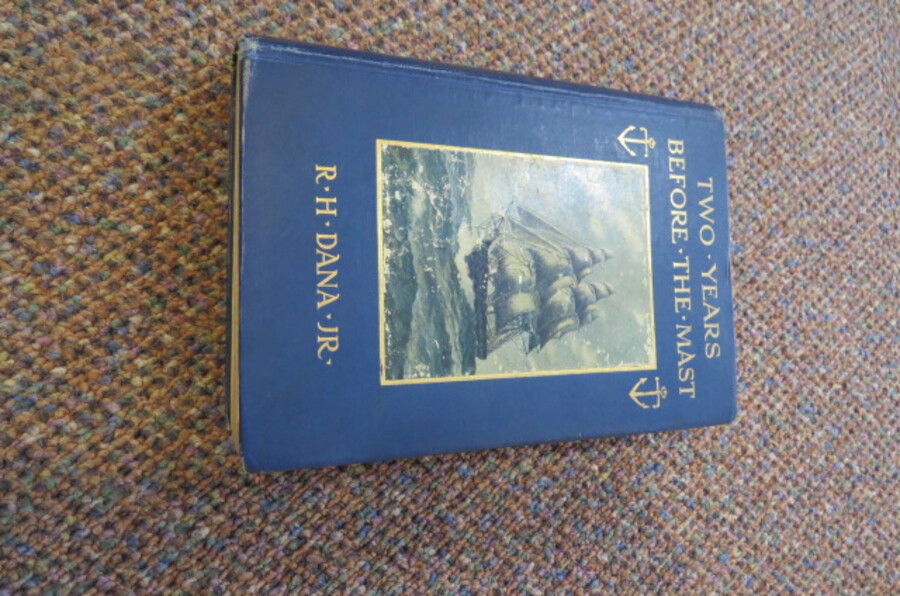 TWO · YEARS
BEFORE · THE · MAST
R · H · DANA · JR ·